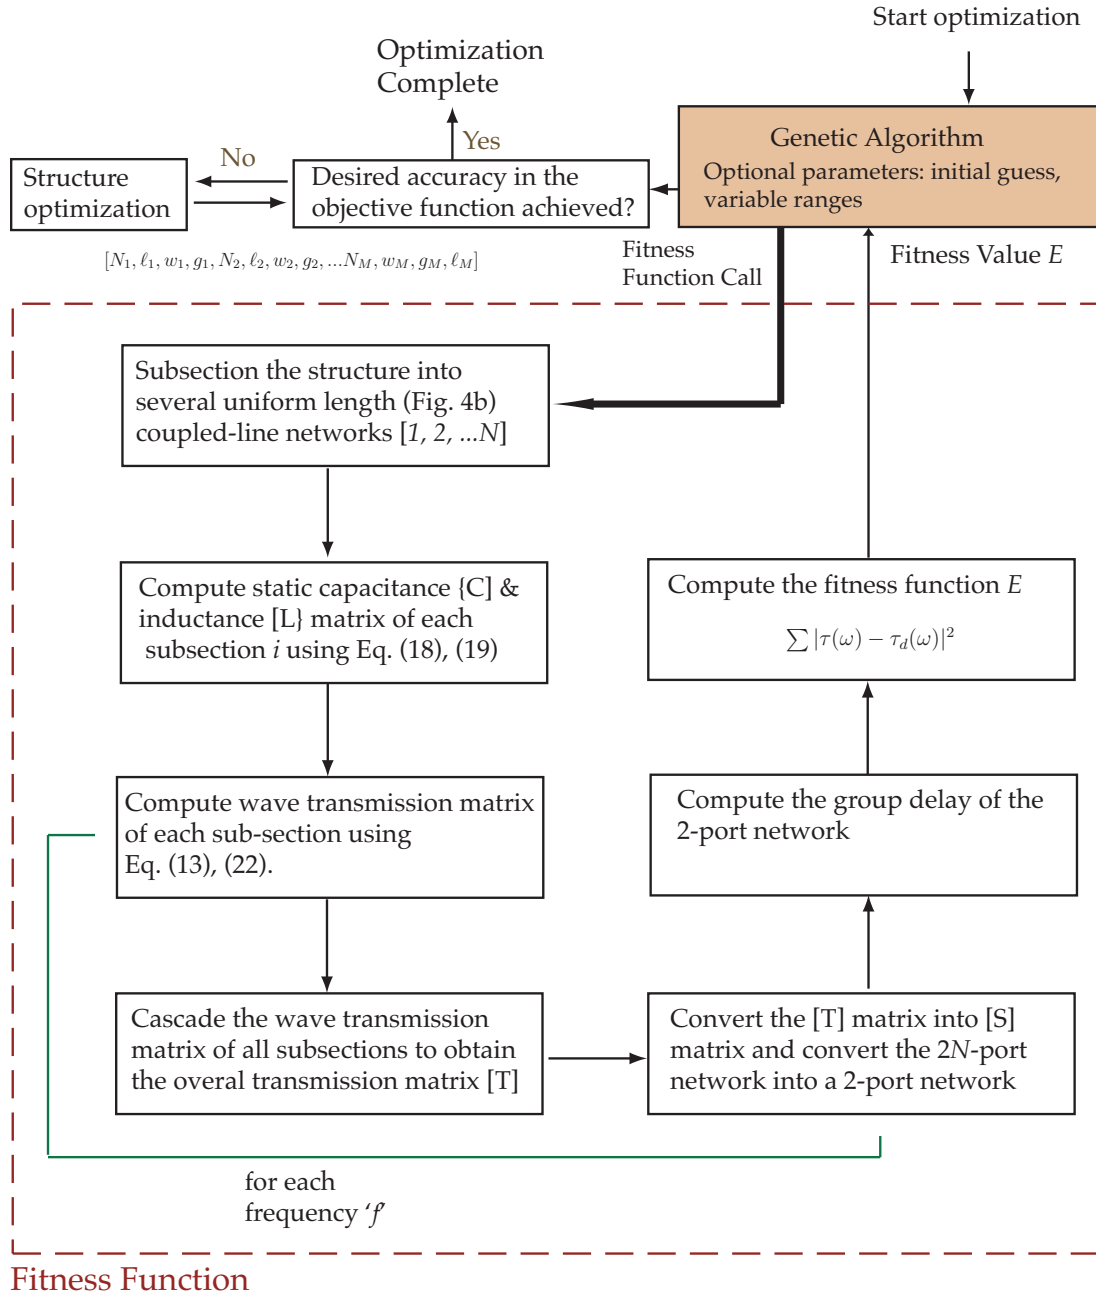 Start optimization
Optimization
Complete
Yes
No
Genetic Algorithm
Optional parameters: initial guess,
variable ranges
Structure
optimization
Desired accuracy in the
objective function achieved?
[N₁, ℓ₁, w₁, g₁, N₂, ℓ₂, w₂, g₂, ...N_M, w_M, g_M, ℓ_M]
Fitness
Function Call
Fitness Value E
Subsection the structure into
several uniform length (Fig. 4b)
coupled-line networks [1, 2, ...N]
Compute static capacitance {C] &
inductance [L} matrix of each
subsection i using Eq. (18), (19)
Compute wave transmission matrix
of each sub-section using
Eq. (13), (22).
Cascade the wave transmission
matrix of all subsections to obtain
the overal transmission matrix [T]
Convert the [T] matrix into [S]
matrix and convert the 2N-port
network into a 2-port network
Compute the group delay of the
2-port network
Compute the fitness function E
∑ |τ(ω) − τ_d(ω)|²
for each
frequency ‘f’
Fitness Function